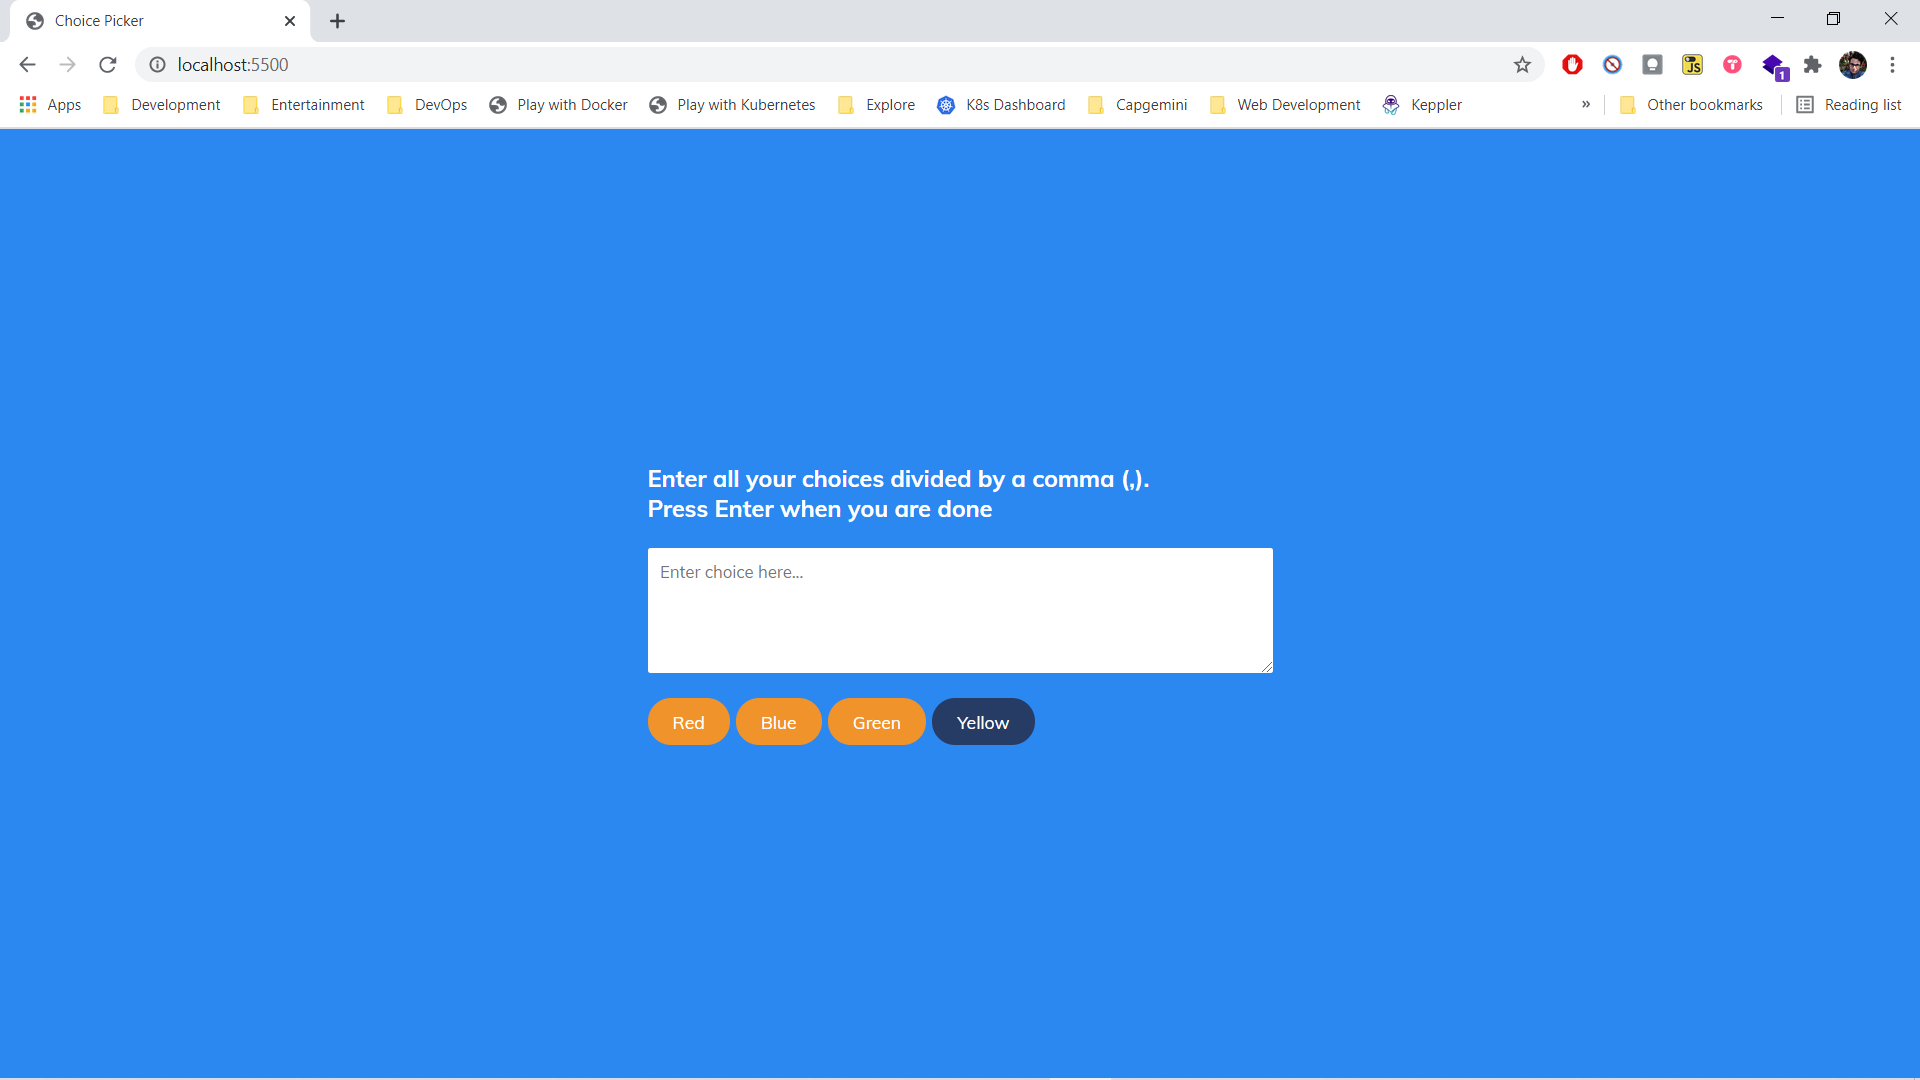 Choice Picker
localhost:5500
JS
1
Apps Development Entertainment DevOps Play with Docker Play with Kubernetes Explore K8s Dashboard Capgemini Web Development Keppler » Other bookmarks Reading list
Enter all your choices divided by a comma (,).
Press Enter when you are done
Enter choice here...
Red Blue Green Yellow